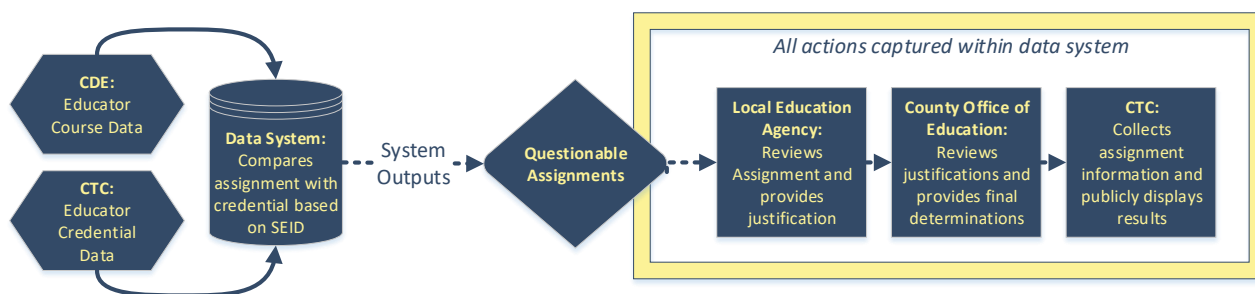 CDE:
Educator
Course Data
CTC:
Educator
Credential
Data
Data System:
Compares
assignment with
credential based
on SEID
System
Outputs
Questionable
Assignments
All actions captured within data system
Local Education
Agency:
Reviews
Assignment and
provides
justification
County Office of
Education:
Reviews
justifications and
provides final
determinations
CTC:
Collects
assignment
information and
publicly displays
results